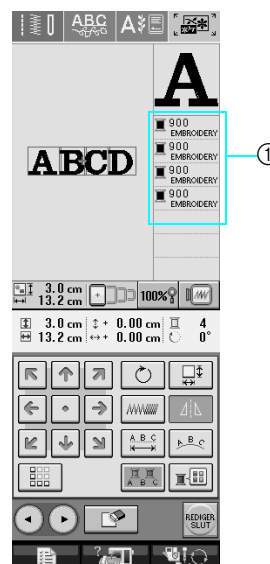 ABC
A
A
900
EMBROIDERY
900
EMBROIDERY
900
EMBROIDERY
900
EMBROIDERY
①
ABCD
3.0 cm
13.2 cm
100%
3.0 cm + 0.00 cm 4
13.2 cm + 0.00 cm 0°
A B C
A B C
A B C
REDIGER
SLUT
?